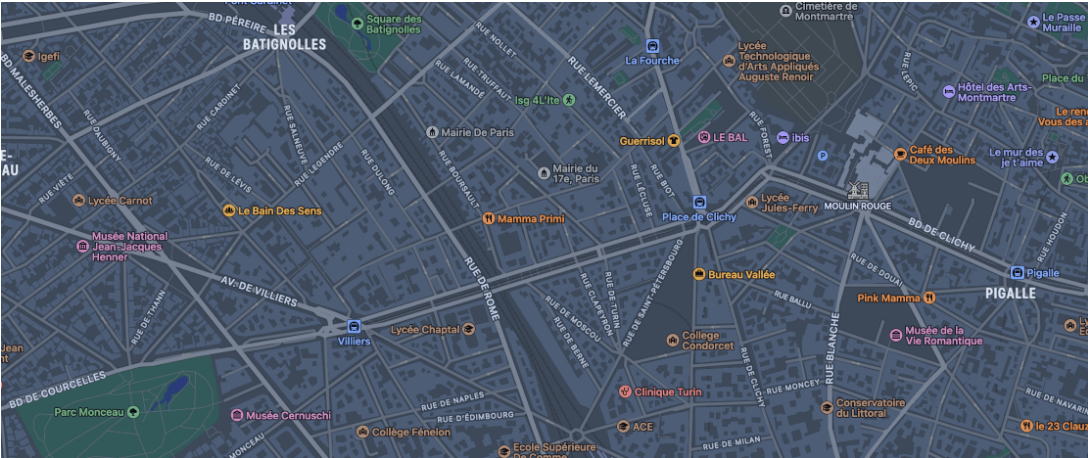 Pont Cardinet
BD PÉREIRE
LES
BATIGNOLLES
Square des
Batignolles
Cimetière de
Montmartre
Le Passe
Muraille
Igefi
BD MALESHERBES
RUE NOLLET
La Fourche
Lycée
Technologique
d'Arts Appliqués
Auguste Renoir
RUE LEPIC
Place du
RUE CARDINET
RUE LAMANDÉ
RUE TRUFFAUT
RUE LEMERCIER
Isg 4L'Ite
Hôtel des Arts-
Montmartre
RUE DAUBIGNY
RUE SALNEUVE
Mairie De Paris
Guerrisol
LE BAL
RUE FOREST
ibis
P
Café des
Deux Moulins
Vous des a
Le mur des
je t'aime
AU
RUE VIÈTE
RUE DE LÉVIS
RUE LEGENDRE
RUE DULONG
RUE BOURSAULT
Mairie du
17e, Paris
RUE LÉCLUSE
RUE BIOT
Lycée Carnot
Le Bain Des Sens
Mamma Primi
Place de Clichy
Lycée
Jules-Ferry
MOULIN ROUGE
BD DE CLICHY
RUE HOUDON
Musée National
Jean-Jacques
Henner
AV. DE VILLIERS
RUE DE ROME
Bureau Vallée
RUE DE DOUAI
Pigalle
PIGALLE
RUE DE THANN
Villiers
Lycée Chaptal
RUE DE MOSCOU
RUE CLAPEYRON
RUE DE TURIN
RUE DE SAINT-PÉTERSBOURG
RUE BALLU
Pink Mamma
RUE DE BERNE
College
Condorcet
RUE BLANCHE
Musée de la
Vie Romantique
Jean
BD DE COURCELLES
Clinique Turin
RUE DE CLICHY
RUE MONCEY
Parc Monceau
Musée Cernuschi
RUE DE NAPLES
RUE D'ÉDIMBOURG
Conservatoire
du Littoral
RUE DE NAVARI
MONCEAU
Collège Fénelon
ACE
le 23 Clauz
Ecole Supérieure
RUE DE MILAN